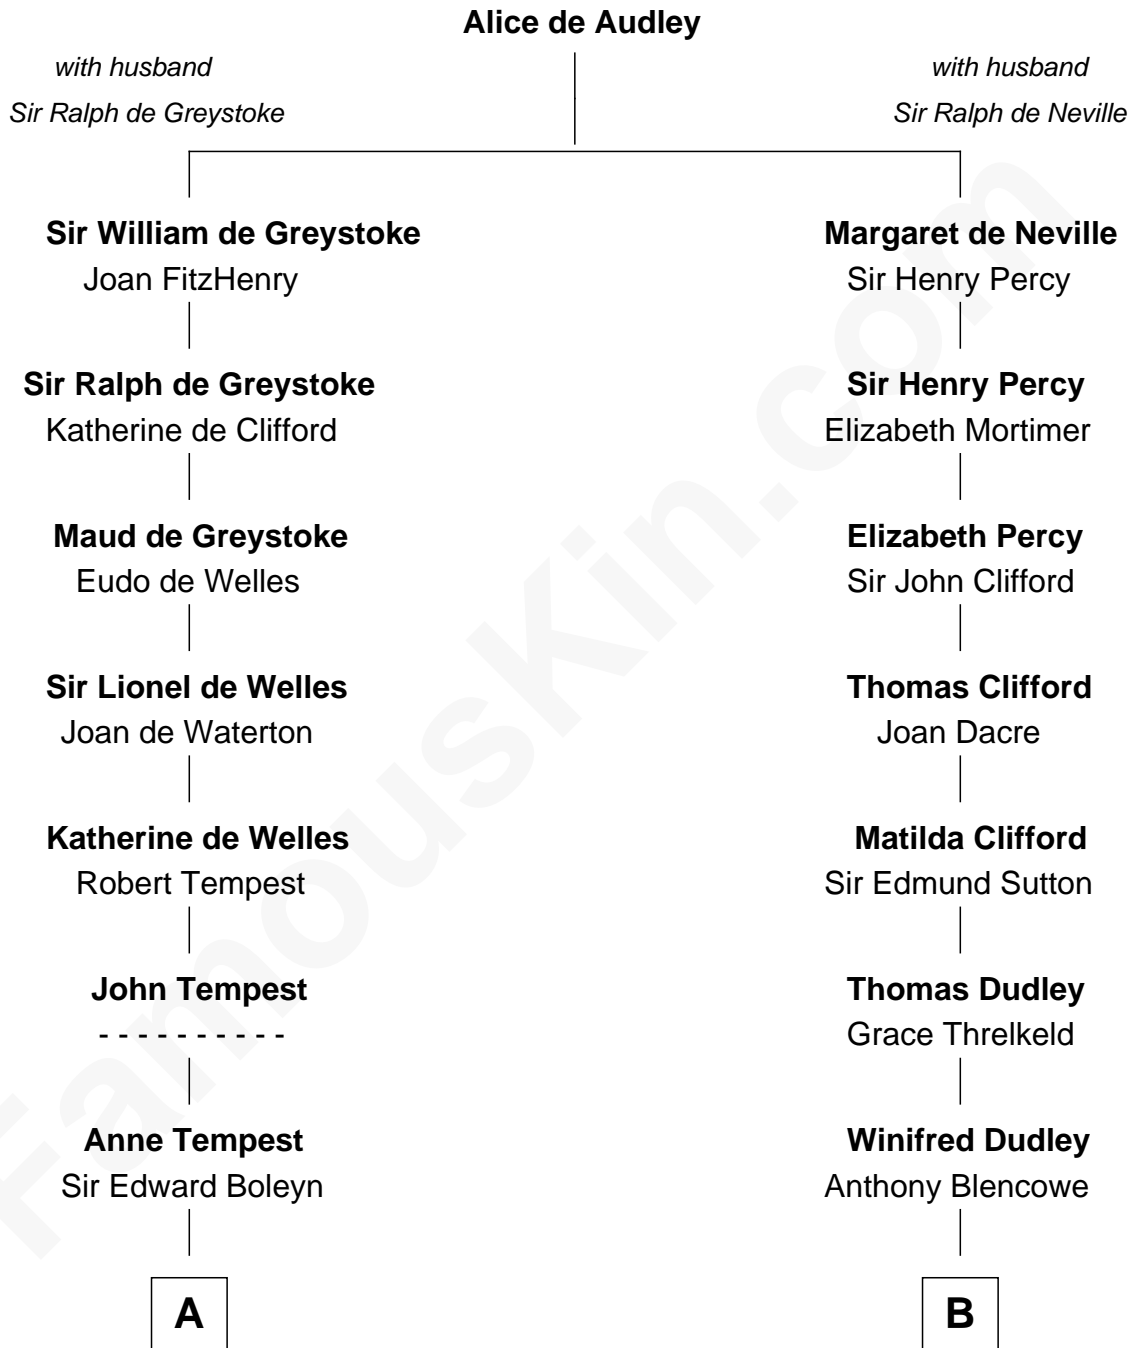 Alice de Audley
with husband
Sir Ralph de Greystoke
with husband
Sir Ralph de Neville
Sir William de Greystoke
Joan FitzHenry
Sir Ralph de Greystoke
Katherine de Clifford
Maud de Greystoke
Eudo de Welles
Sir Lionel de Welles
Joan de Waterton
Katherine de Welles
Robert Tempest
John Tempest
- - - - - - - - - -
Anne Tempest
Sir Edward Boleyn
A
Margaret de Neville
Sir Henry Percy
Sir Henry Percy
Elizabeth Mortimer
Elizabeth Percy
Sir John Clifford
Thomas Clifford
Joan Dacre
Matilda Clifford
Sir Edmund Sutton
Thomas Dudley
Grace Threlkeld
Winifred Dudley
Anthony Blencowe
B
FamousKin.com